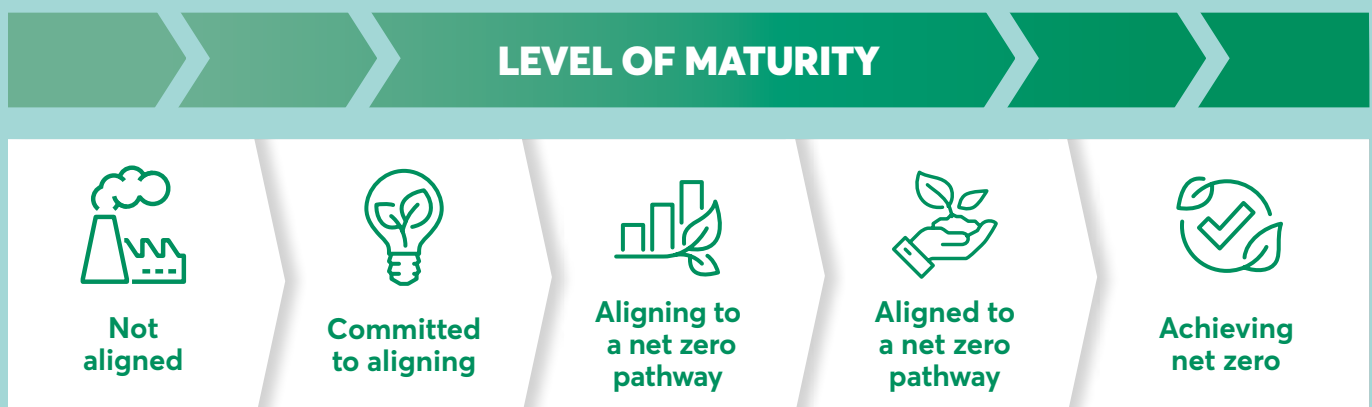 LEVEL OF MATURITY
Not
aligned
Committed
to aligning
Aligning to
a net zero
pathway
Aligned to
a net zero
pathway
Achieving
net zero